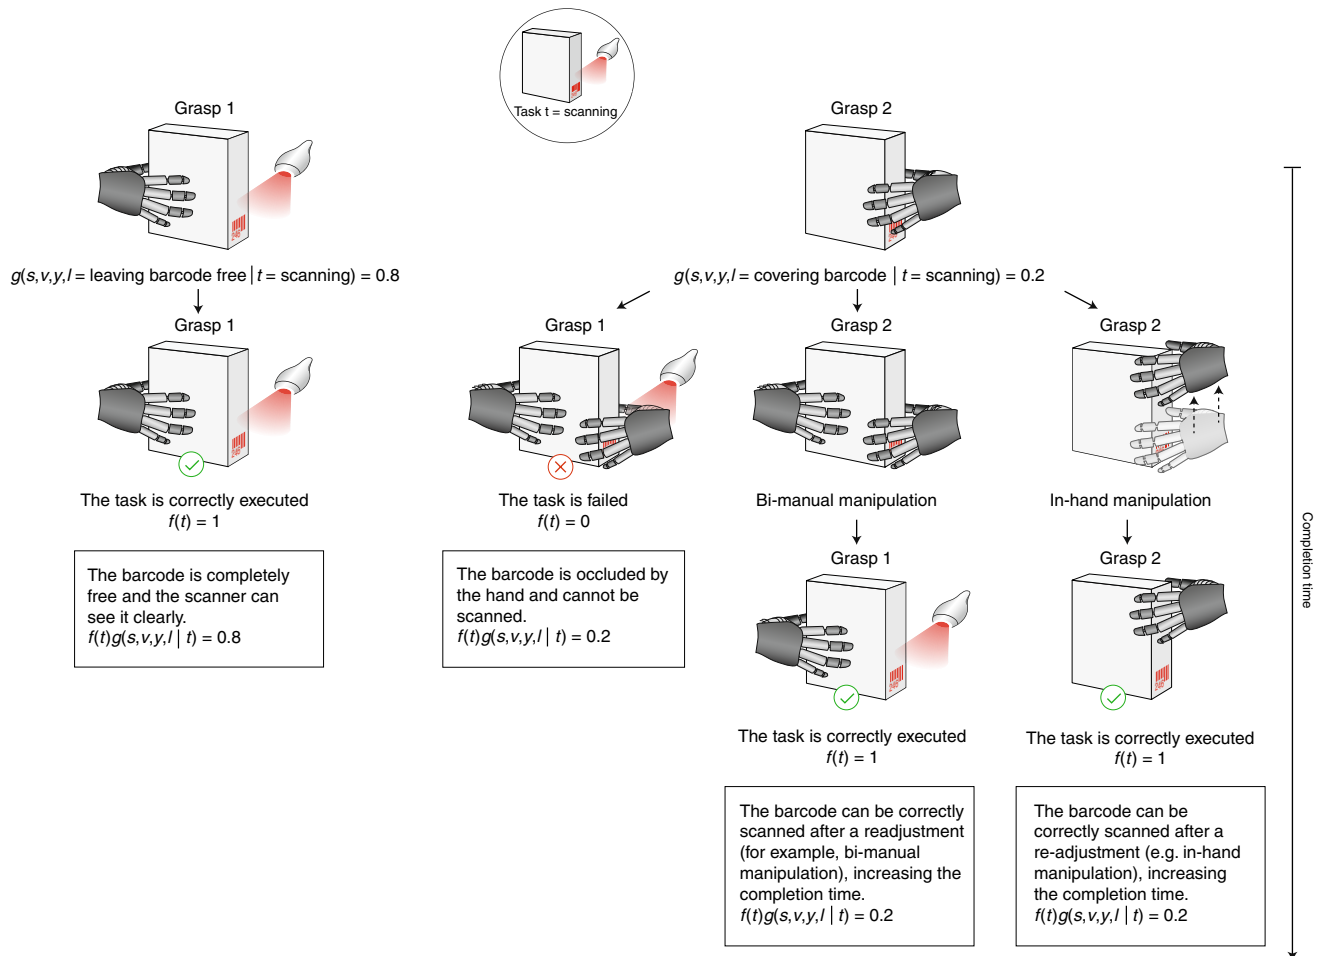 Task t = scanning
Grasp 1
Grasp 2
246
246
g(s,v,y,l = leaving barcode free | t = scanning) = 0.8
g(s,v,y,l = covering barcode | t = scanning) = 0.2
Grasp 1
Grasp 1
Grasp 2
Grasp 2
246
The task is correctly executed
f(t) = 1
The task is failed
f(t) = 0
Bi-manual manipulation
In-hand manipulation
The barcode is completely
free and the scanner can
see it clearly.
f(t)g(s,v,y,l | t) = 0.8
The barcode is occluded by
the hand and cannot be
scanned.
f(t)g(s,v,y,l | t) = 0.2
Grasp 1
Grasp 2
246
246
The task is correctly executed
f(t) = 1
The task is correctly executed
f(t) = 1
The barcode can be correctly
scanned after a readjustment
(for example, bi-manual
manipulation), increasing the
completion time.
f(t)g(s,v,y,l | t) = 0.2
The barcode can be
correctly scanned after a
re-adjustment (e.g. in-hand
manipulation), increasing
the completion time.
f(t)g(s,v,y,l | t) = 0.2
Completion time